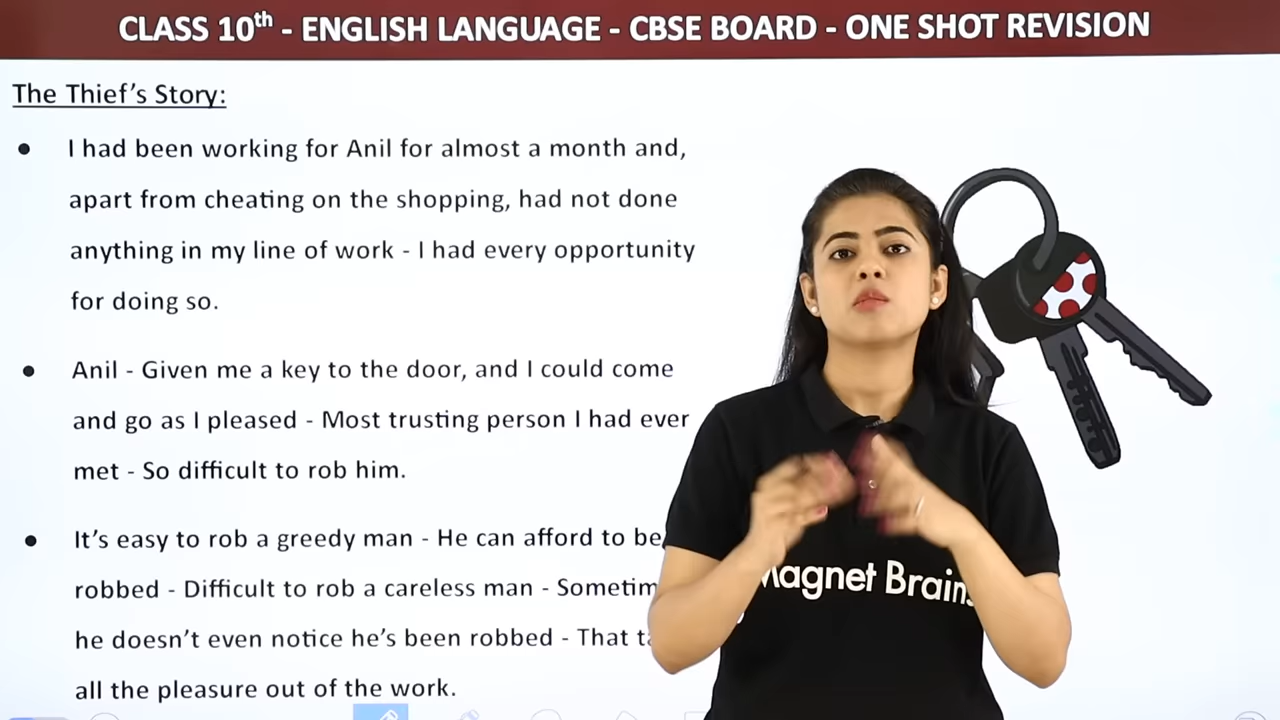 CLASS 10th - ENGLISH LANGUAGE - CBSE BOARD - ONE SHOT REVISION
The Thief's Story:
● I had been working for Anil for almost a month and,
apart from cheating on the shopping, had not done
anything in my line of work - I had every opportunity
for doing so.
● Anil - Given me a key to the door, and I could come
and go as I pleased - Most trusting person I had ever
met - So difficult to rob him.
● It's easy to rob a greedy man - He can afford to be
robbed - Difficult to rob a careless man -
he doesn't even notice he's been robbed - That
all the pleasure out of the work.
Magnet Brains